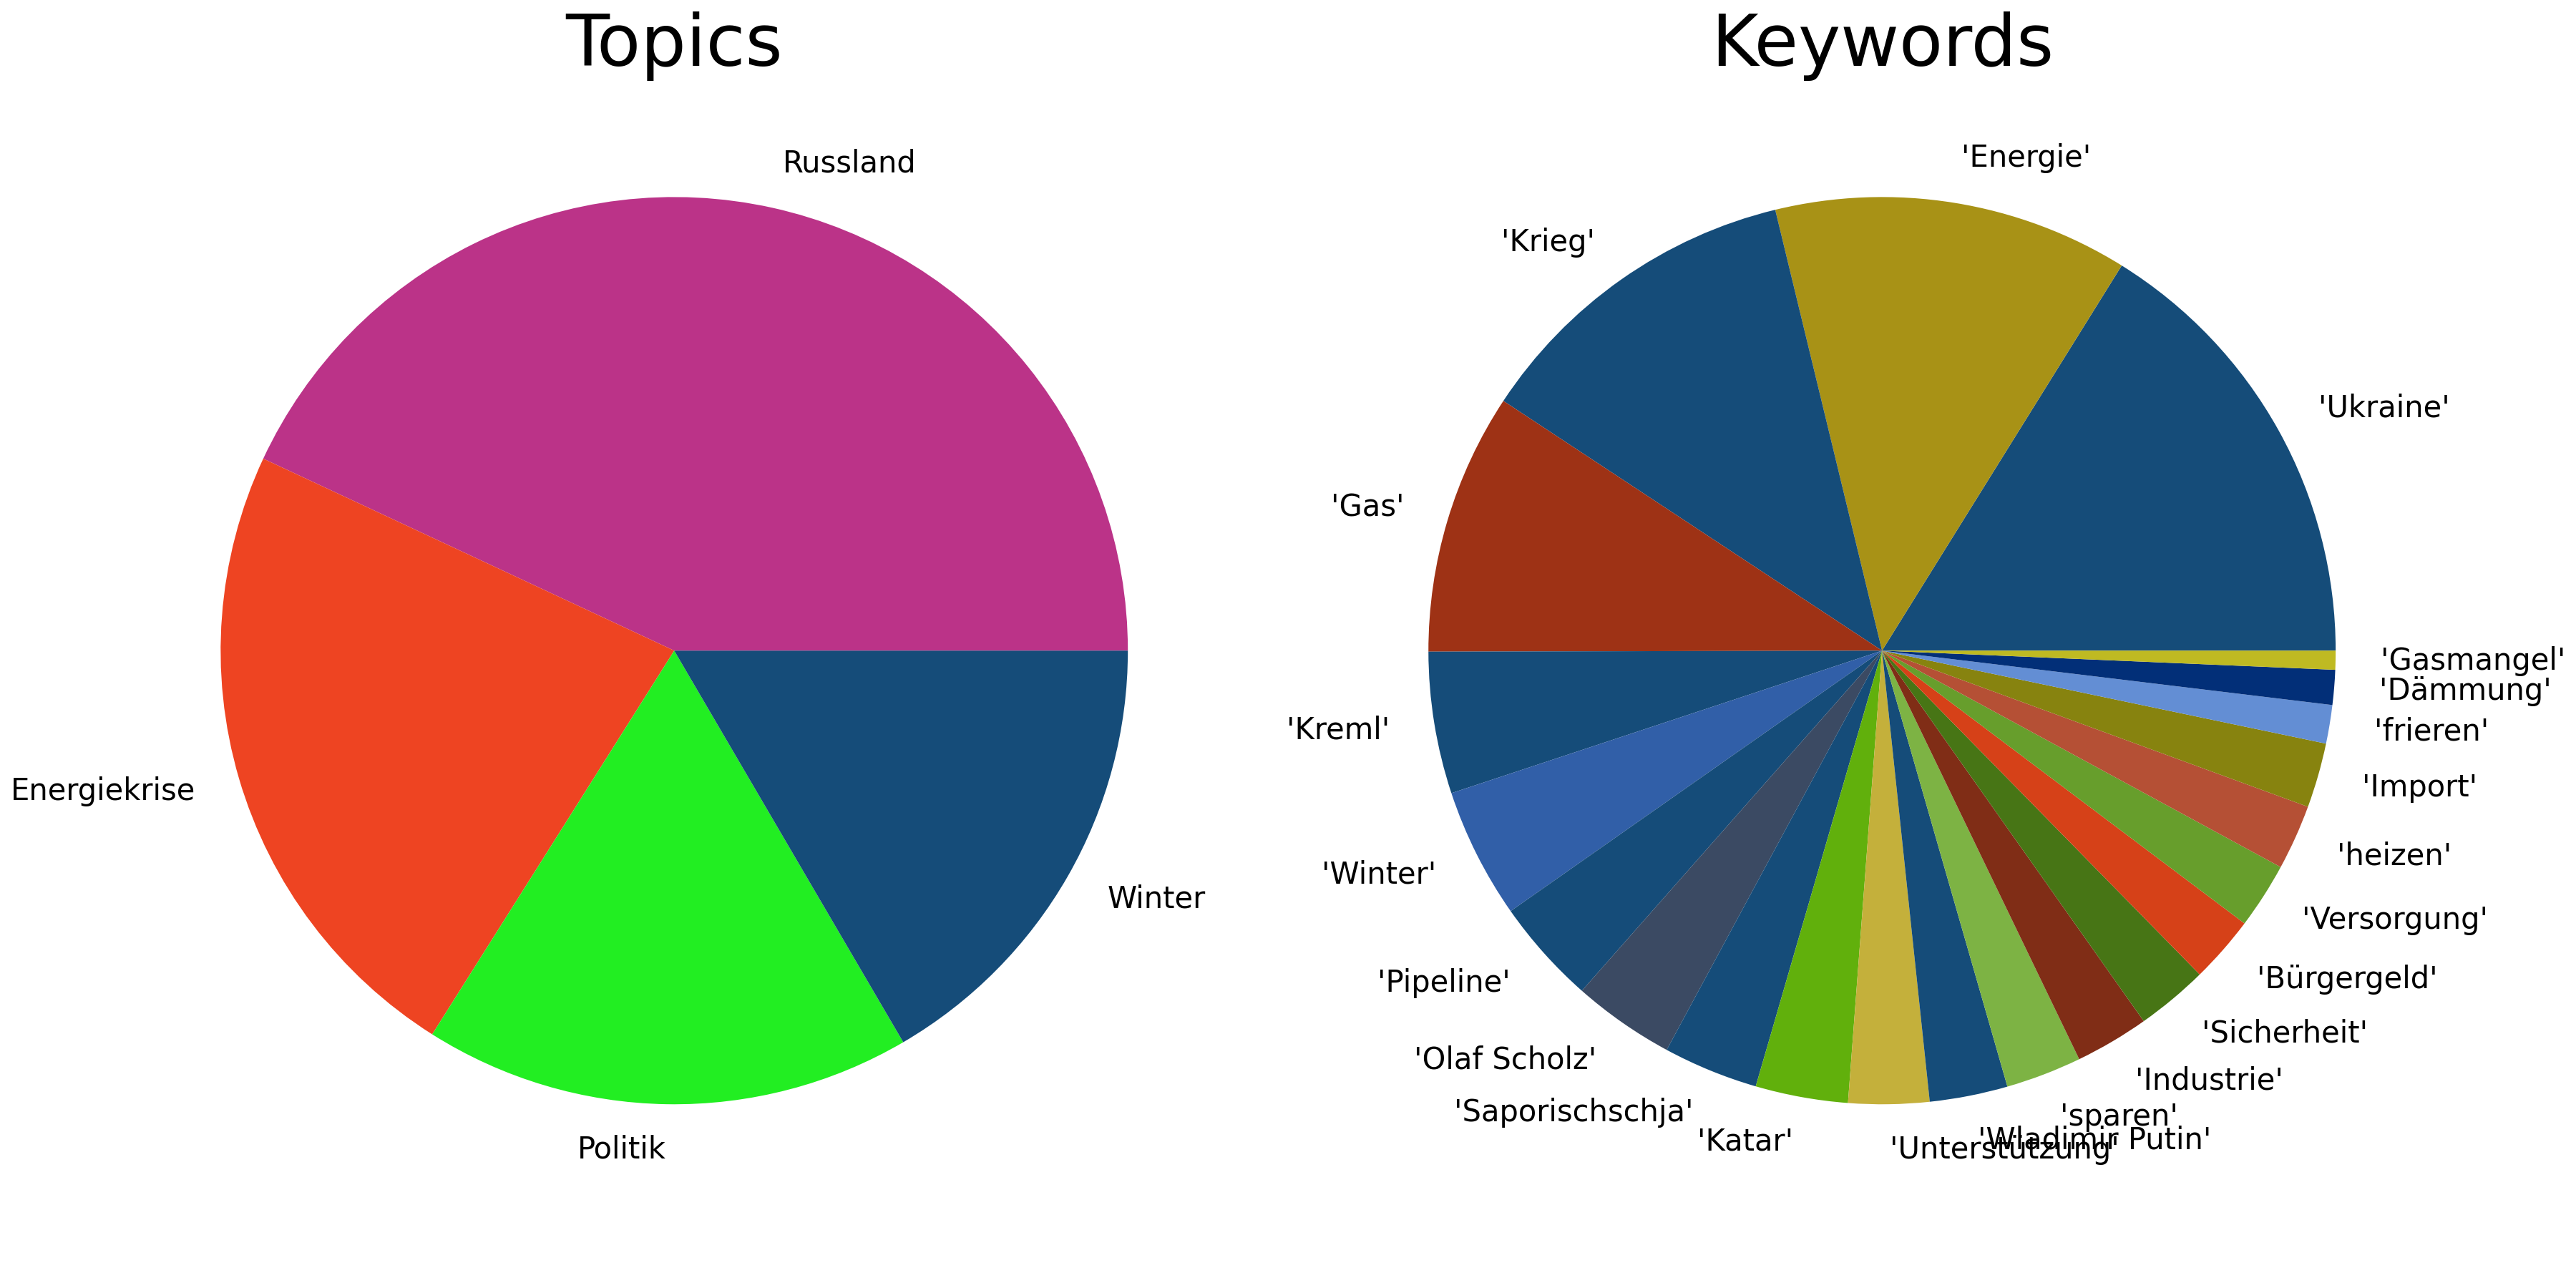 Topics
Russland
Energiekrise
Politik
Winter
Keywords
'Ukraine'
'Energie'
'Krieg'
'Gas'
'Kreml'
'Winter'
'Pipeline'
'Olaf Scholz'
'Saporischschja'
'Katar'
'Unterstützung'
'Wladimir Putin'
'sparen'
'Industrie'
'Sicherheit'
'Bürgergeld'
'Versorgung'
'heizen'
'Import'
'frieren'
'Dämmung'
'Gasmangel'